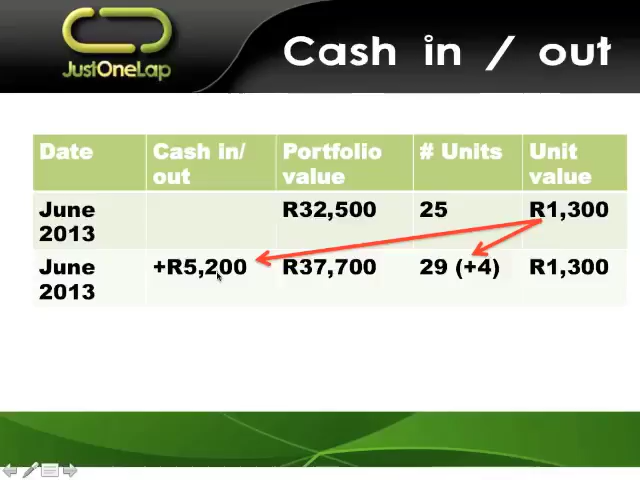 JustOneLap
Cash in / out
Date
Cash in/
out
Portfolio
value
# Units
Unit
value
June
2013
R32,500
25
R1,300
June
2013
+R5,200
R37,700
29 (+4)
R1,300